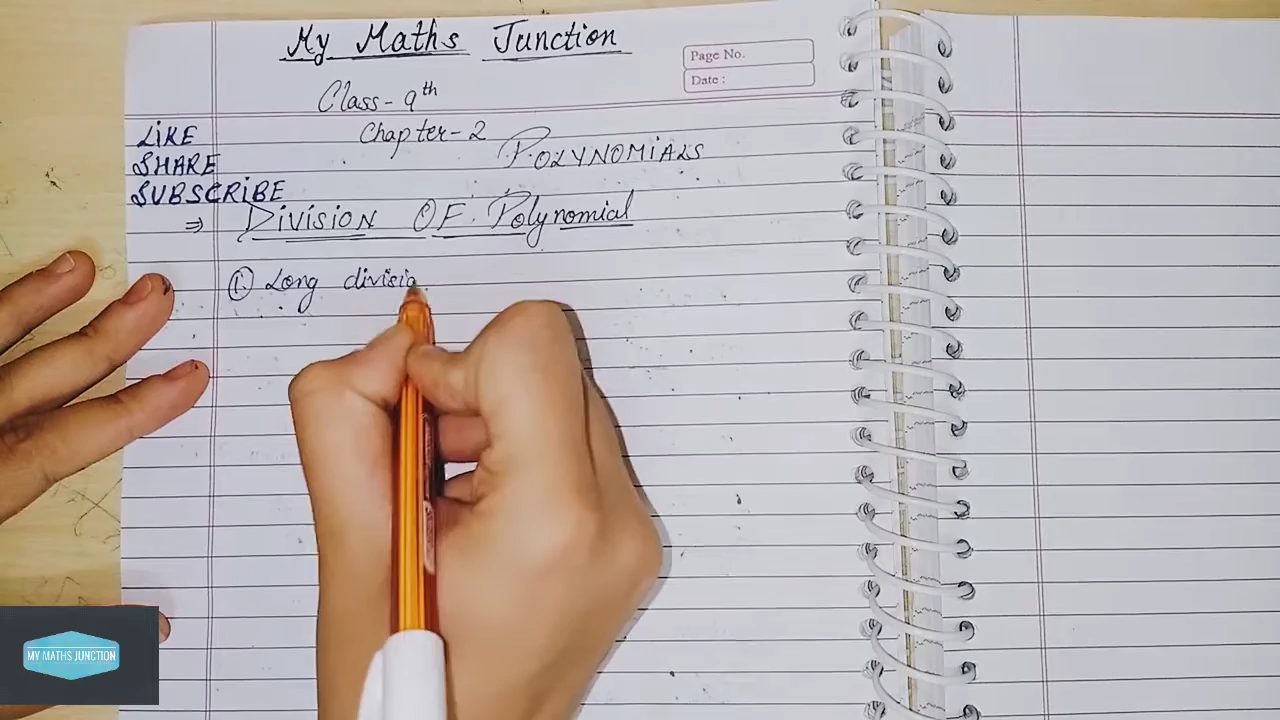 My Maths Junction
Page No.
Date :
Class - 9th
Chapter - 2
POLYNOMIALS
LIKE
SHARE
SUBSCRIBE
⇒ DIVISION OF Polynomial
① Long divisio
MY MATHS JUNCTION